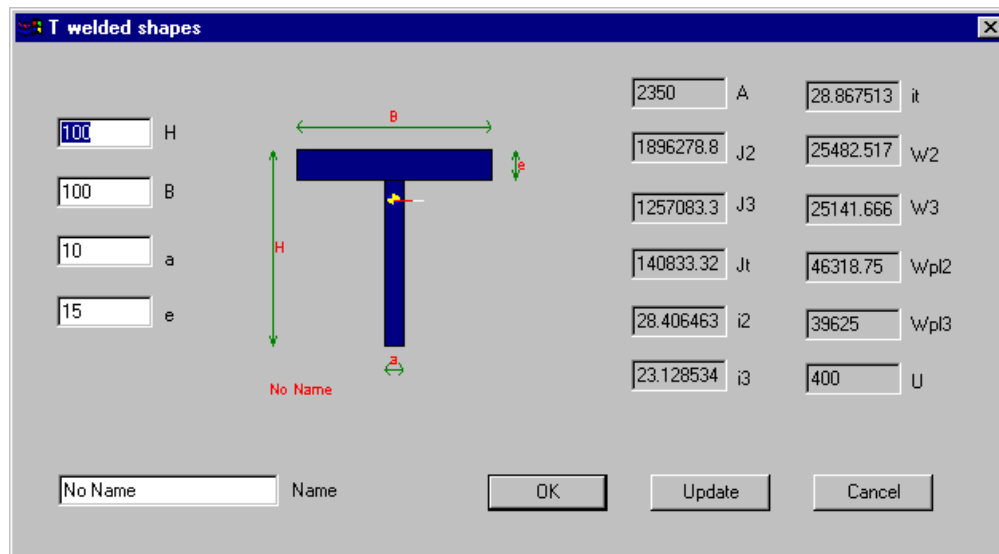 T welded shapes
100 H
100 B
10 a
15 e
B
e
H
a
No Name
2350 A
28.867513 it
1896278.8 J2
25482.517 W2
1257083.3 J3
25141.666 W3
140833.32 Jt
46318.75 Wpl2
28.406463 i2
39625 Wpl3
23.128534 i3
400 U
No Name Name
OK Update Cancel